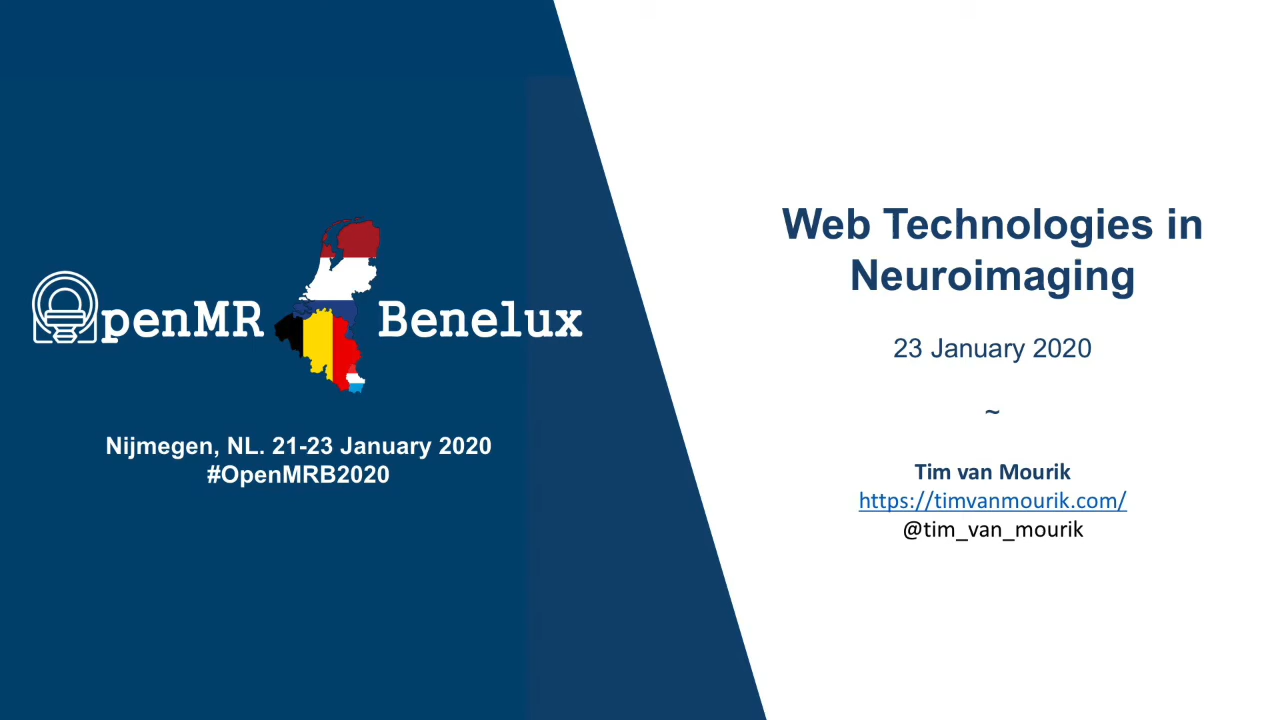 OpenMR Benelux
Nijmegen, NL. 21-23 January 2020
#OpenMRB2020
Web Technologies in
Neuroimaging
23 January 2020
~
Tim van Mourik
https://timvanmourik.com/
@tim_van_mourik